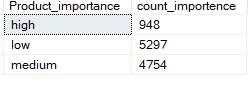 Product_importance count_importence
high 948
low 5297
medium 4754